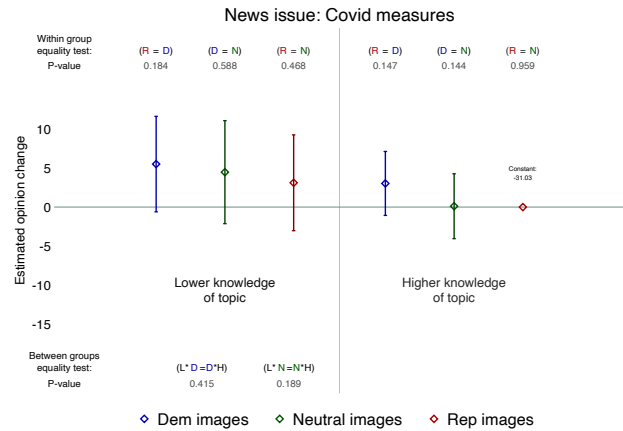 News issue: Covid measures
Within group
equality test:
P-value
(R = D) (D = N) (R = N) (R = D) (D = N) (R = N)
0.184 0.588 0.468 0.147 0.144 0.959
Estimated opinion change
10
5
0
-5
-10
-15
Constant:
-31.03
Lower knowledge
of topic
Higher knowledge
of topic
Between groups
equality test:
P-value
(L* D =D*H) (L* N=N*H)
0.415 0.189
Dem images Neutral images Rep images